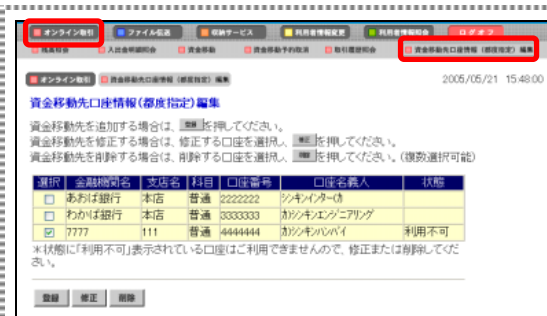 オンライン取引 ファイル伝送 収納サービス 利用者情報変更 利用者情報照会 ログオフ
残高照会 入出金明細照会 資金移動 資金移動予約取消 取引履歴照会 資金移動先口座情報（都度指定）編集
オンライン取引 資金移動先口座情報（都度指定）編集 2005/05/21 15:48:00
資金移動先口座情報(都度指定)編集
資金移動先を追加する場合は、 登録 を押してください。
資金移動先を修正する場合は、修正する口座を選択し、 修正 を押してください。
資金移動先を削除する場合は、削除する口座を選択し、 削除 を押してください。(複数選択可能)
選択 金融機関名 支店名 科目 口座番号 口座名義人 状態
あおば銀行 本店 普通 2222222 シンキインター(カ
わかば銀行 本店 普通 3333333 カ)シンキンエンジニアリング
7777 111 普通 4444444 カ)シンキンハンバイ 利用不可
＊状態に「利用不可」表示されている口座はご利用できませんので、修正または削除してくだ
さい。
登録 修正 削除